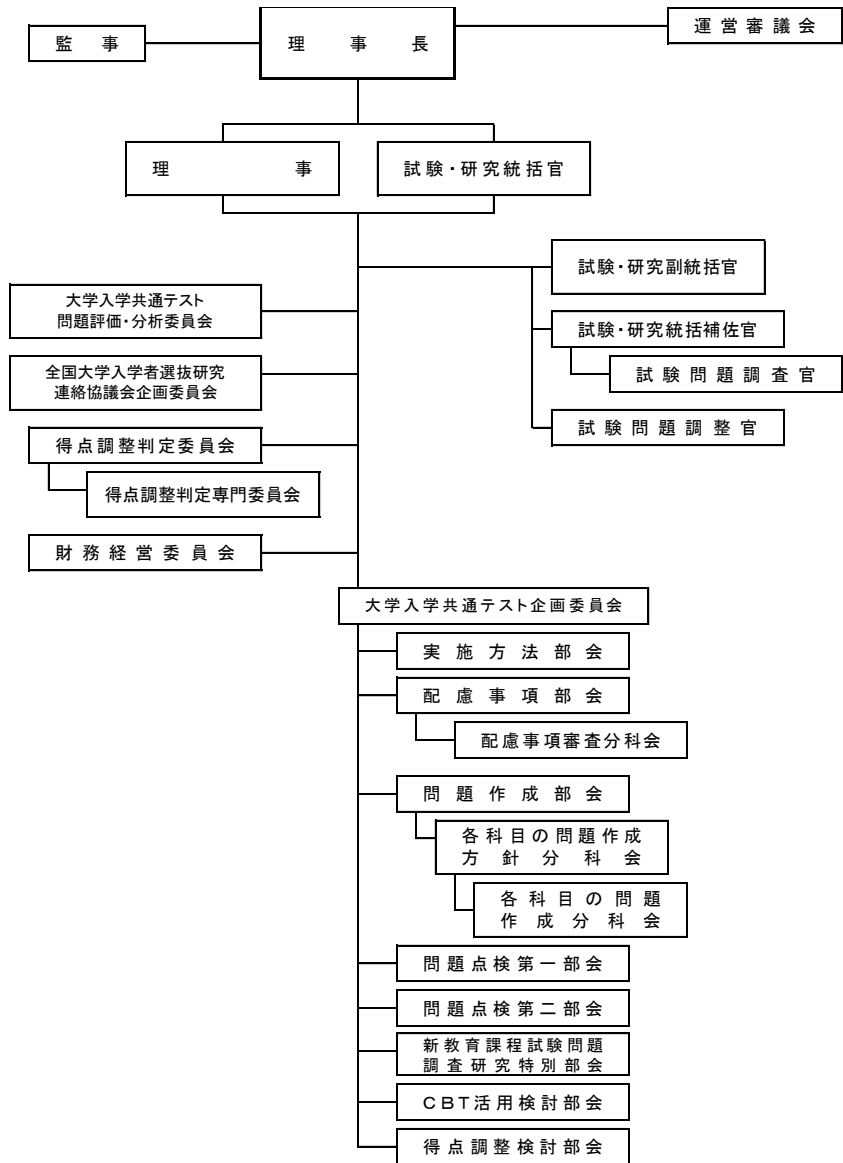 監事
理事長
運営審議会
理事
試験・研究統括官
試験・研究副統括官
大学入学共通テスト
問題評価・分析委員会
試験・研究統括補佐官
全国大学入学者選抜研究
連絡協議会企画委員会
試験問題調査官
得点調整判定委員会
試験問題調整官
得点調整判定専門委員会
財務経営委員会
大学入学共通テスト企画委員会
実施方法部会
配慮事項部会
配慮事項審査分科会
問題作成部会
各科目の問題作成
方針分科会
各科目の問題
作成分科会
問題点検第一部会
問題点検第二部会
新教育課程試験問題
調査研究特別部会
CBT活用検討部会
得点調整検討部会